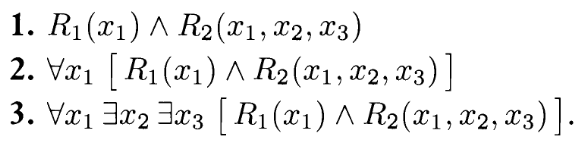 1. R₁(x₁) ∧ R₂(x₁, x₂, x₃)
2. ∀x₁ [ R₁(x₁) ∧ R₂(x₁, x₂, x₃) ]
3. ∀x₁ ∃x₂ ∃x₃ [ R₁(x₁) ∧ R₂(x₁, x₂, x₃) ].